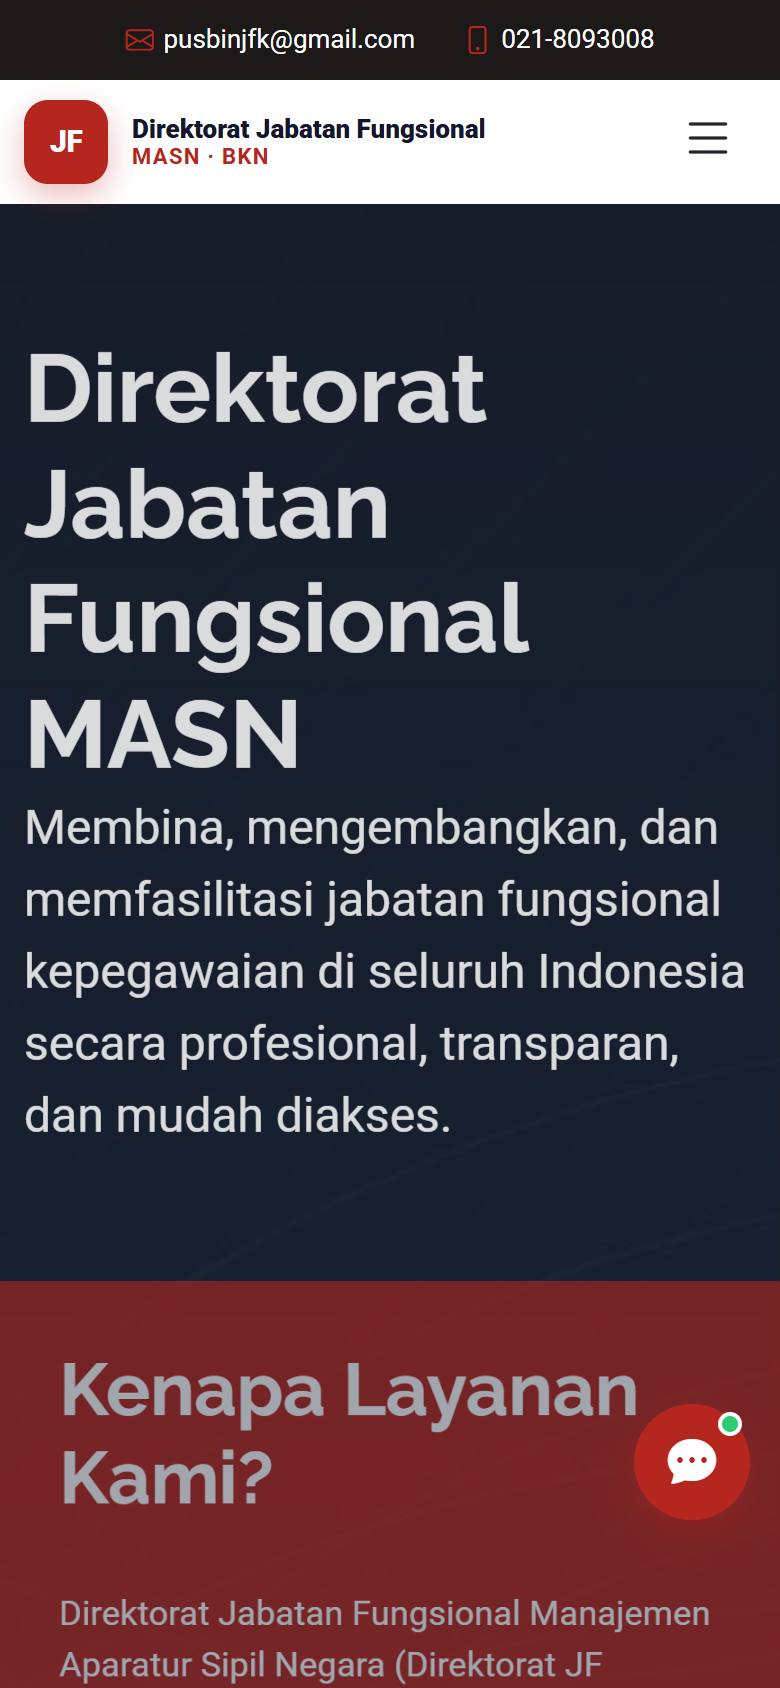 pusbinjfk@gmail.com 021-8093008
JF
Direktorat Jabatan Fungsional
MASN · BKN
Direktorat
Jabatan
Fungsional
MASN
Membina, mengembangkan, dan
memfasilitasi jabatan fungsional
kepegawaian di seluruh Indonesia
secara profesional, transparan,
dan mudah diakses.
Kenapa Layanan
Kami?
Direktorat Jabatan Fungsional Manajemen
Aparatur Sipil Negara (Direktorat JF